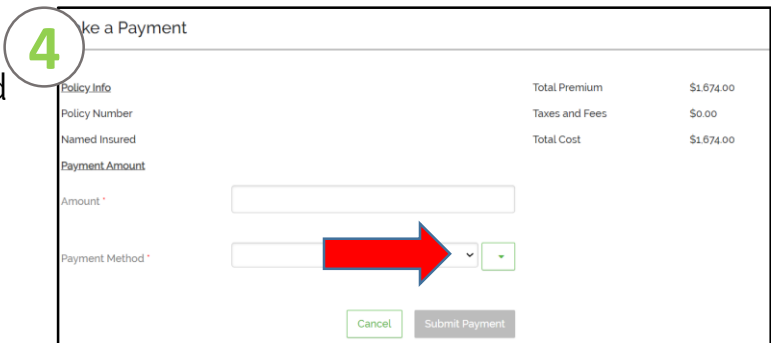 4
ke a Payment
d
Policy Info Total Premium $1,674.00
Policy Number Taxes and Fees $0.00
Named Insured Total Cost $1,674.00
Payment Amount
Amount *
Payment Method *
Cancel Submit Payment